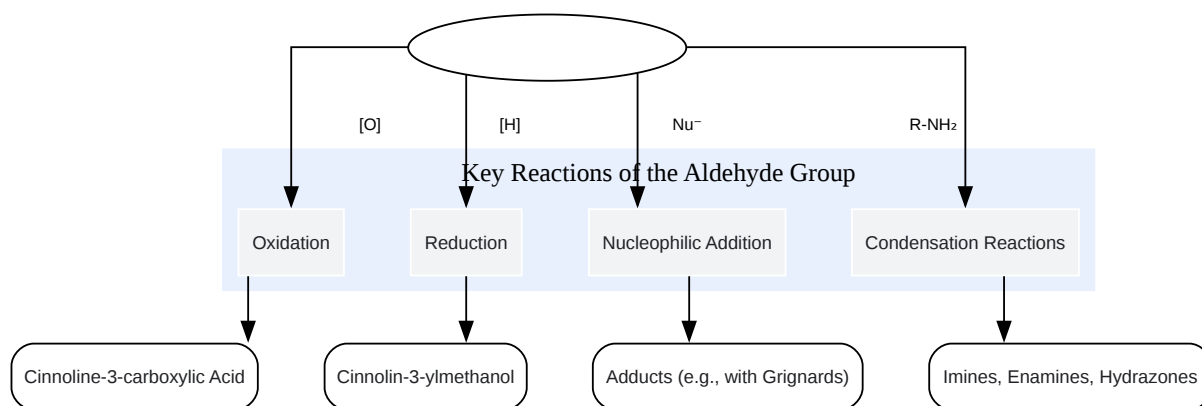 [O]
[H]
Nu⁻
R-NH₂
Key Reactions of the Aldehyde Group
Oxidation
Reduction
Nucleophilic Addition
Condensation Reactions
Cinnoline-3-carboxylic Acid
Cinnolin-3-ylmethanol
Adducts (e.g., with Grignards)
Imines, Enamines, Hydrazones